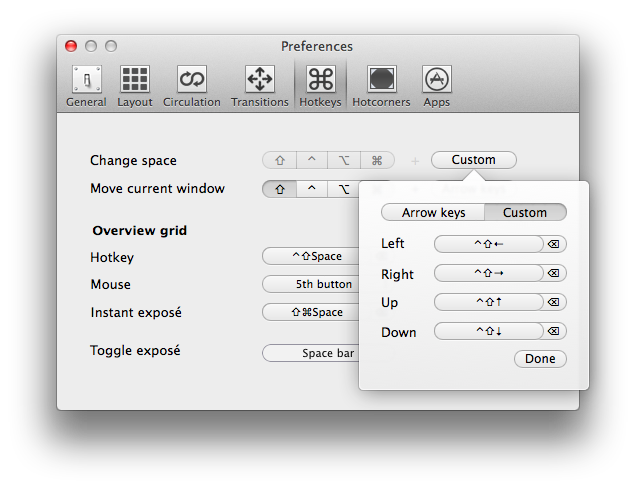 Preferences
General Layout Circulation Transitions Hotkeys Hotcorners Apps
Change space ⇧ ^ ⌥ ⌘ + Custom
Move current window ⇧ ^ ⌥
Arrow keys Custom
Overview grid
Left ^⇧←
Hotkey ^⇧Space
Right ^⇧→
Mouse 5th button
Up ^⇧↑
Instant exposé ⇧⌘Space
Down ^⇧↓
Toggle exposé Space bar
Done